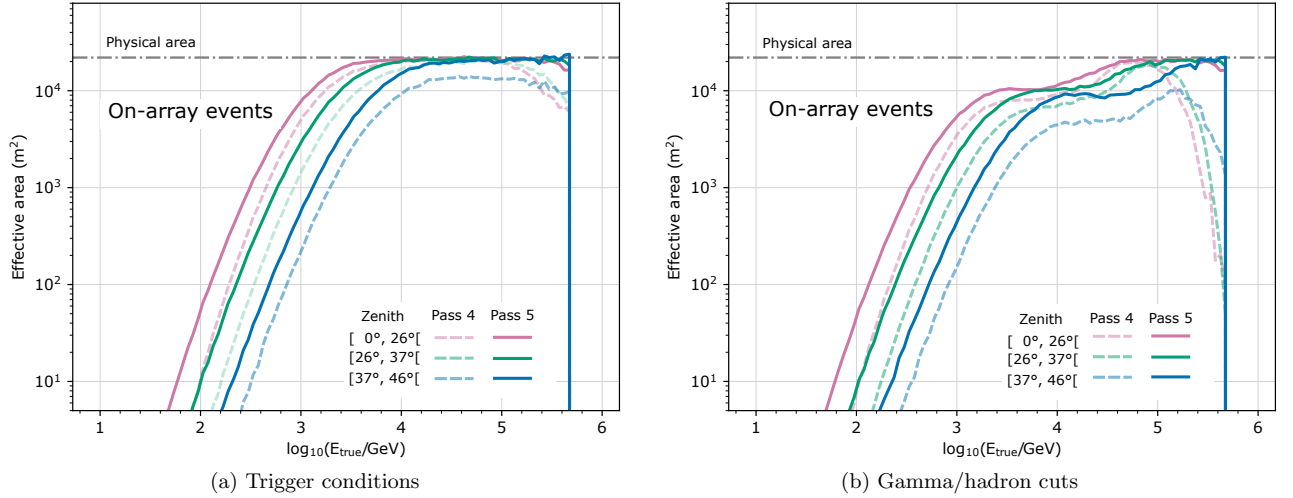 Physical area
On-array events
Effective area (m²)
10⁴
10³
10²
10¹
Zenith Pass 4 Pass 5
[ 0°, 26°[
[26°, 37°[
[37°, 46°[
1 2 3 4 5 6
log₁₀(E_true/GeV)
(a) Trigger conditions
Physical area
On-array events
Effective area (m²)
10⁴
10³
10²
10¹
Zenith Pass 4 Pass 5
[ 0°, 26°[
[26°, 37°[
[37°, 46°[
1 2 3 4 5 6
log₁₀(E_true/GeV)
(b) Gamma/hadron cuts